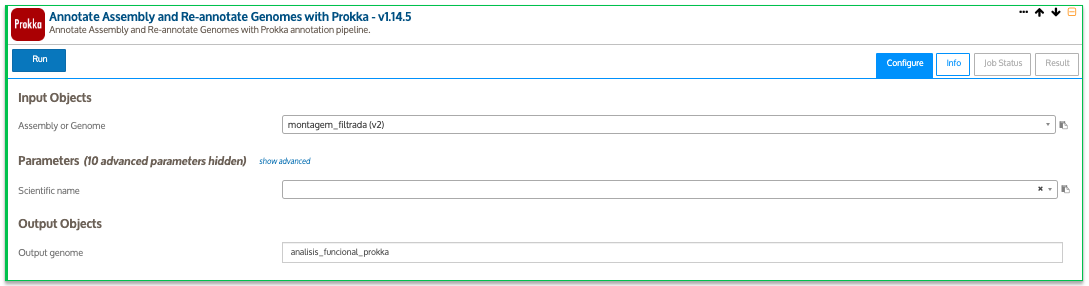 Prokka
Annotate Assembly and Re-annotate Genomes with Prokka - v1.14.5
Annotate Assembly and Re-annotate Genomes with Prokka annotation pipeline.
Run
Configure
Info
Job Status
Result
Input Objects
Assembly or Genome
montagem_filtrada (v2)
Parameters (10 advanced parameters hidden) show advanced
Scientific name
Output Objects
Output genome
analisis_funcional_prokka